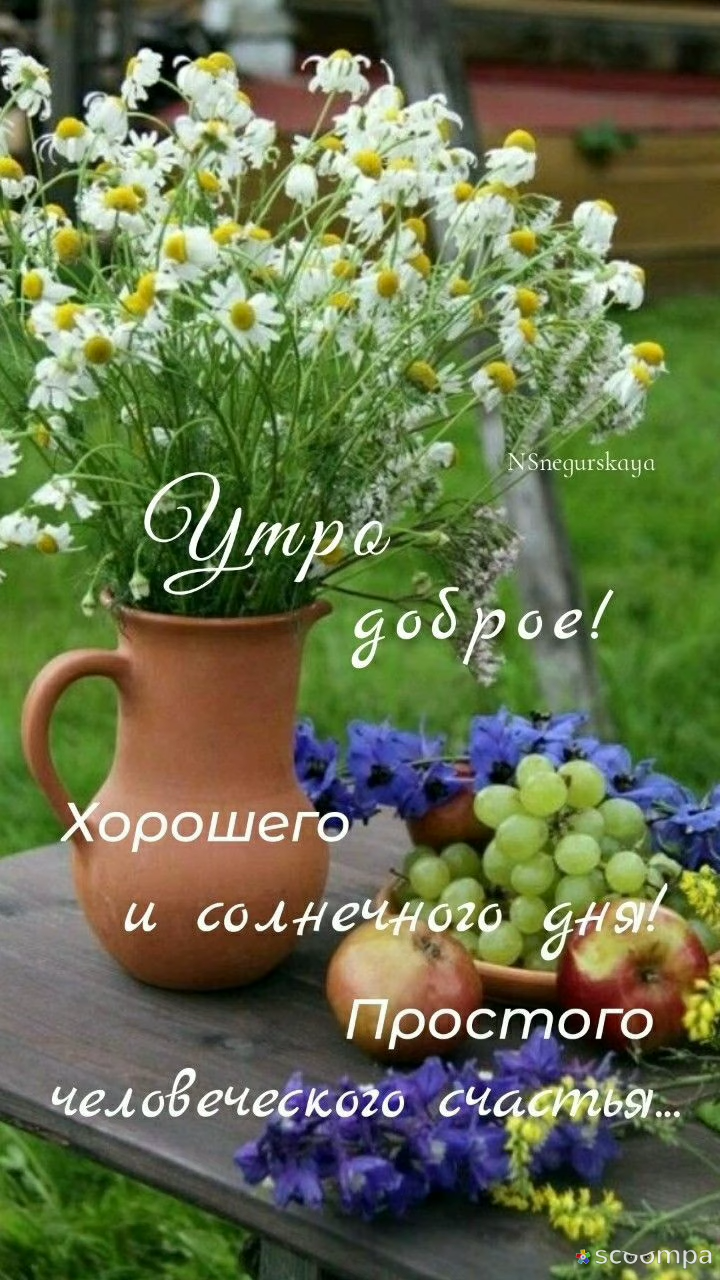 NSnegurskaya
Утро
доброе!
Хорошего
и солнечного дня!
Простого
человеческого счастья...
scoompa